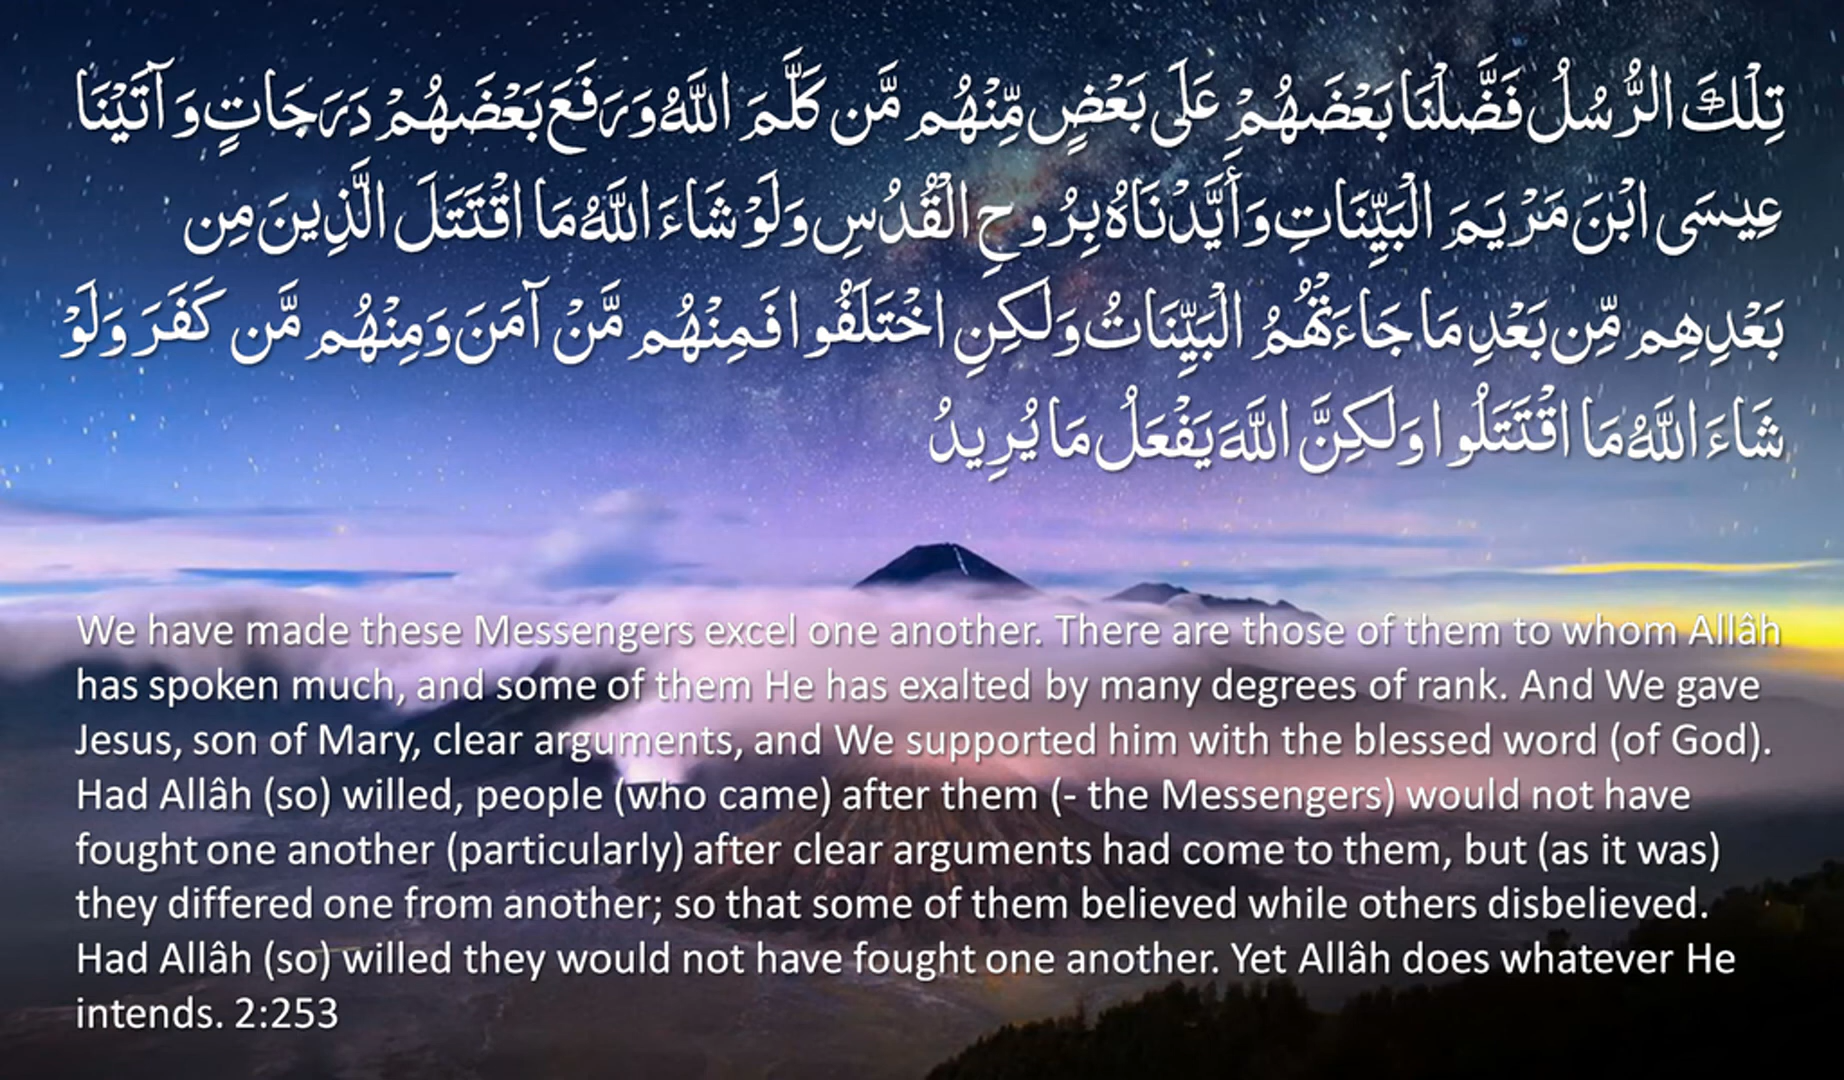 تِلْكَ الرُّسُلُ فَضَّلْنَا بَعْضَهُمْ عَلَى بَعْضٍ مِّنْهُم مَّن كَلَّمَ اللَّهُ وَرَفَعَ بَعْضَهُمْ دَرَجَاتٍ وَآتَيْنَا
عِيسَى ابْنَ مَرْيَمَ الْبَيِّنَاتِ وَأَيَّدْنَاهُ بِرُوحِ الْقُدُسِ وَلَوْ شَاءَ اللَّهُ مَا اقْتَتَلَ الَّذِينَ مِن
بَعْدِهِم مِّن بَعْدِ مَا جَاءَتْهُمُ الْبَيِّنَاتُ وَلَكِنِ اخْتَلَفُوا فَمِنْهُم مَّنْ آمَنَ وَمِنْهُم مَّن كَفَرَ وَلَوْ
شَاءَ اللَّهُ مَا اقْتَتَلُوا وَلَكِنَّ اللَّهَ يَفْعَلُ مَا يُرِيدُ
We have made these Messengers excel one another. There are those of them to whom Allâh
has spoken much, and some of them He has exalted by many degrees of rank. And We gave
Jesus, son of Mary, clear arguments, and We supported him with the blessed word (of God).
Had Allâh (so) willed, people (who came) after them (- the Messengers) would not have
fought one another (particularly) after clear arguments had come to them, but (as it was)
they differed one from another; so that some of them believed while others disbelieved.
Had Allâh (so) willed they would not have fought one another. Yet Allâh does whatever He
intends. 2:253